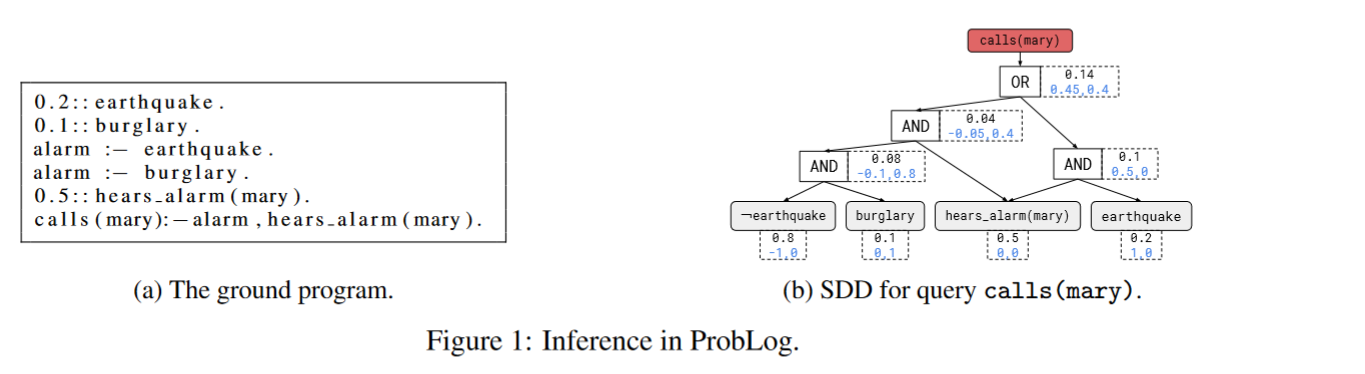 0.2::earthquake.
0.1::burglary.
alarm :– earthquake.
alarm :– burglary.
0.5::hears_alarm(mary).
calls(mary):–alarm,hears_alarm(mary).
(a) The ground program.
calls(mary)
OR
0.14
0.45,0.4
AND
0.04
-0.05,0.4
AND
0.08
-0.1,0.8
AND
0.1
0.5,0
¬earthquake
burglary
hears_alarm(mary)
earthquake
0.8
-1,0
0.1
0,1
0.5
0,0
0.2
1,0
(b) SDD for query calls(mary).
Figure 1: Inference in ProbLog.